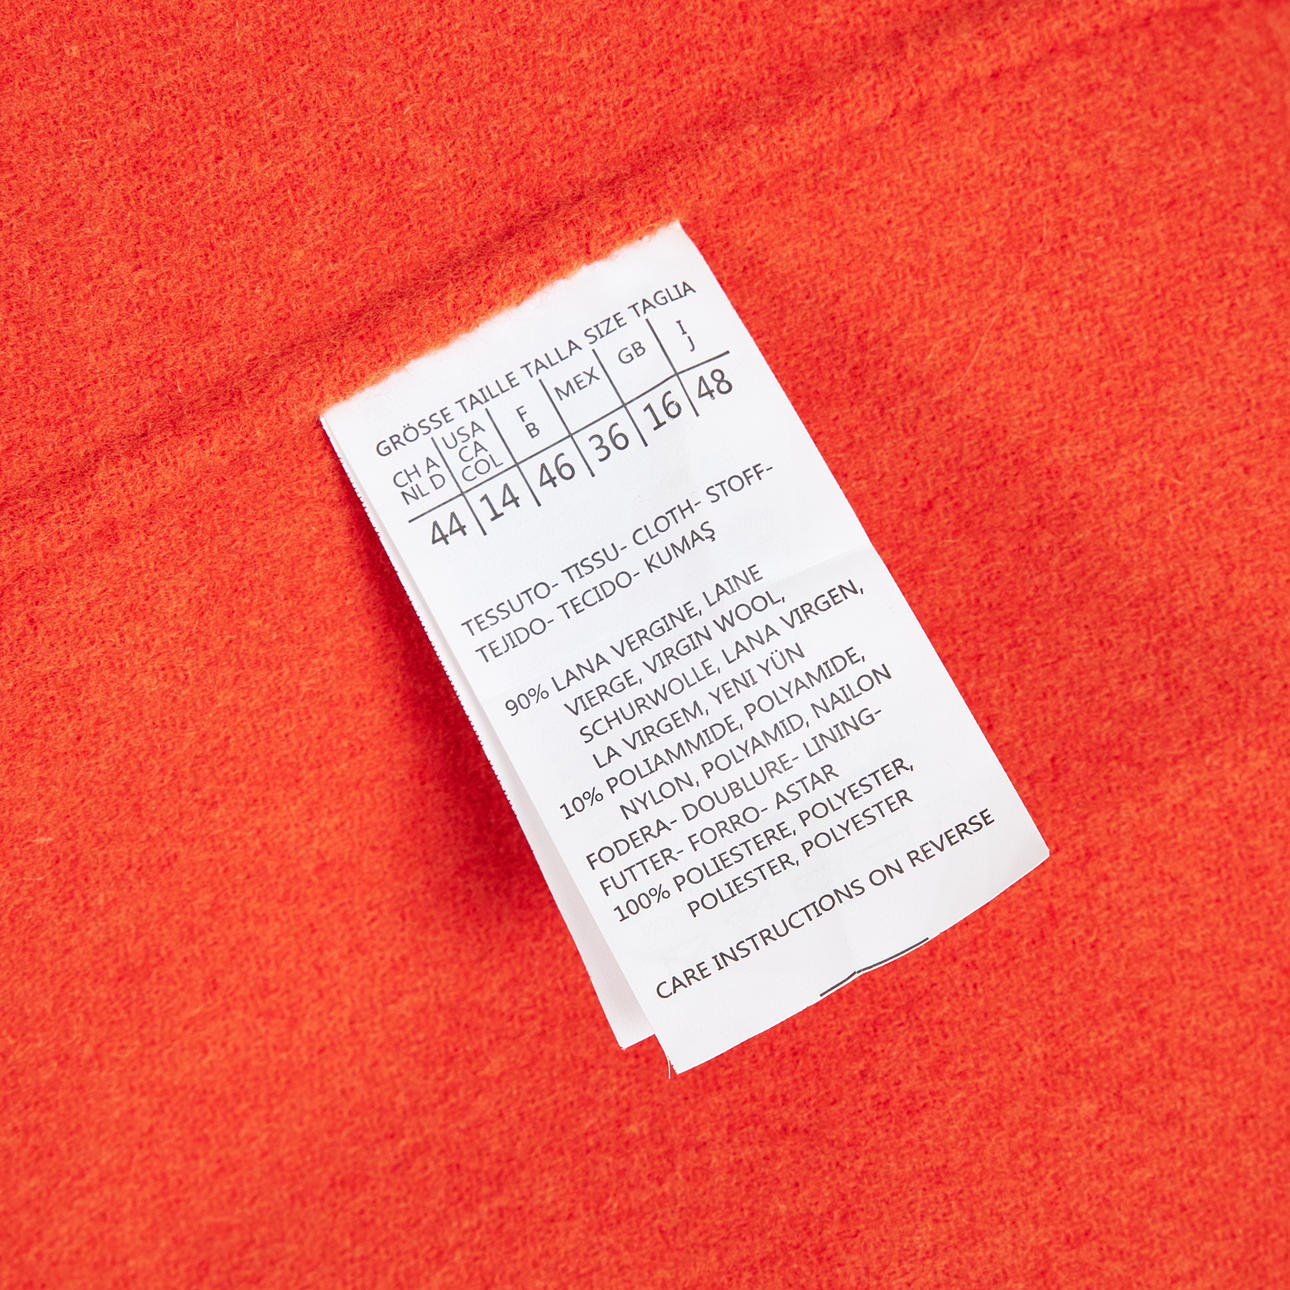 GRÖSSE TAILLE TALLA SIZE TAGLIA
CH A USA F MEX GB I
NL D CA B J
COL
44 14 46 36 16 48
TESSUTO- TISSU- CLOTH- STOFF-
TEJIDO- TECIDO- KUMAŞ
90% LANA VERGINE, LAINE
VIERGE, VIRGIN WOOL,
SCHURWOLLE, LANA VIRGEN,
LA VIRGEM, YENI YÜN
10% POLIAMMIDE, POLYAMIDE,
NYLON, POLYAMID, NAILON
FODERA- DOUBLURE- LINING-
FUTTER- FORRO- ASTAR
100% POLIESTERE, POLYESTER,
POLIESTER, POLYESTER
CARE INSTRUCTIONS ON REVERSE